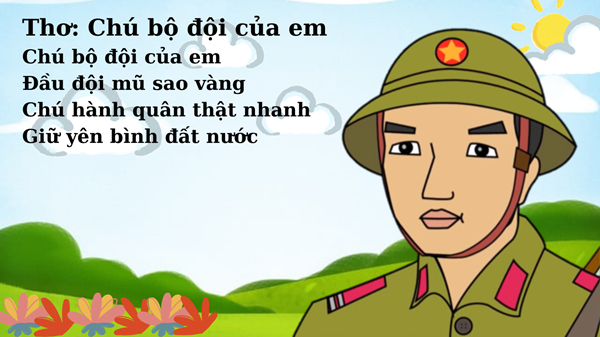 Thơ: Chú bộ đội của em
Chú bộ đội của em
Đầu đội mũ sao vàng
Chú hành quân thật nhanh
Giữ yên bình đất nước